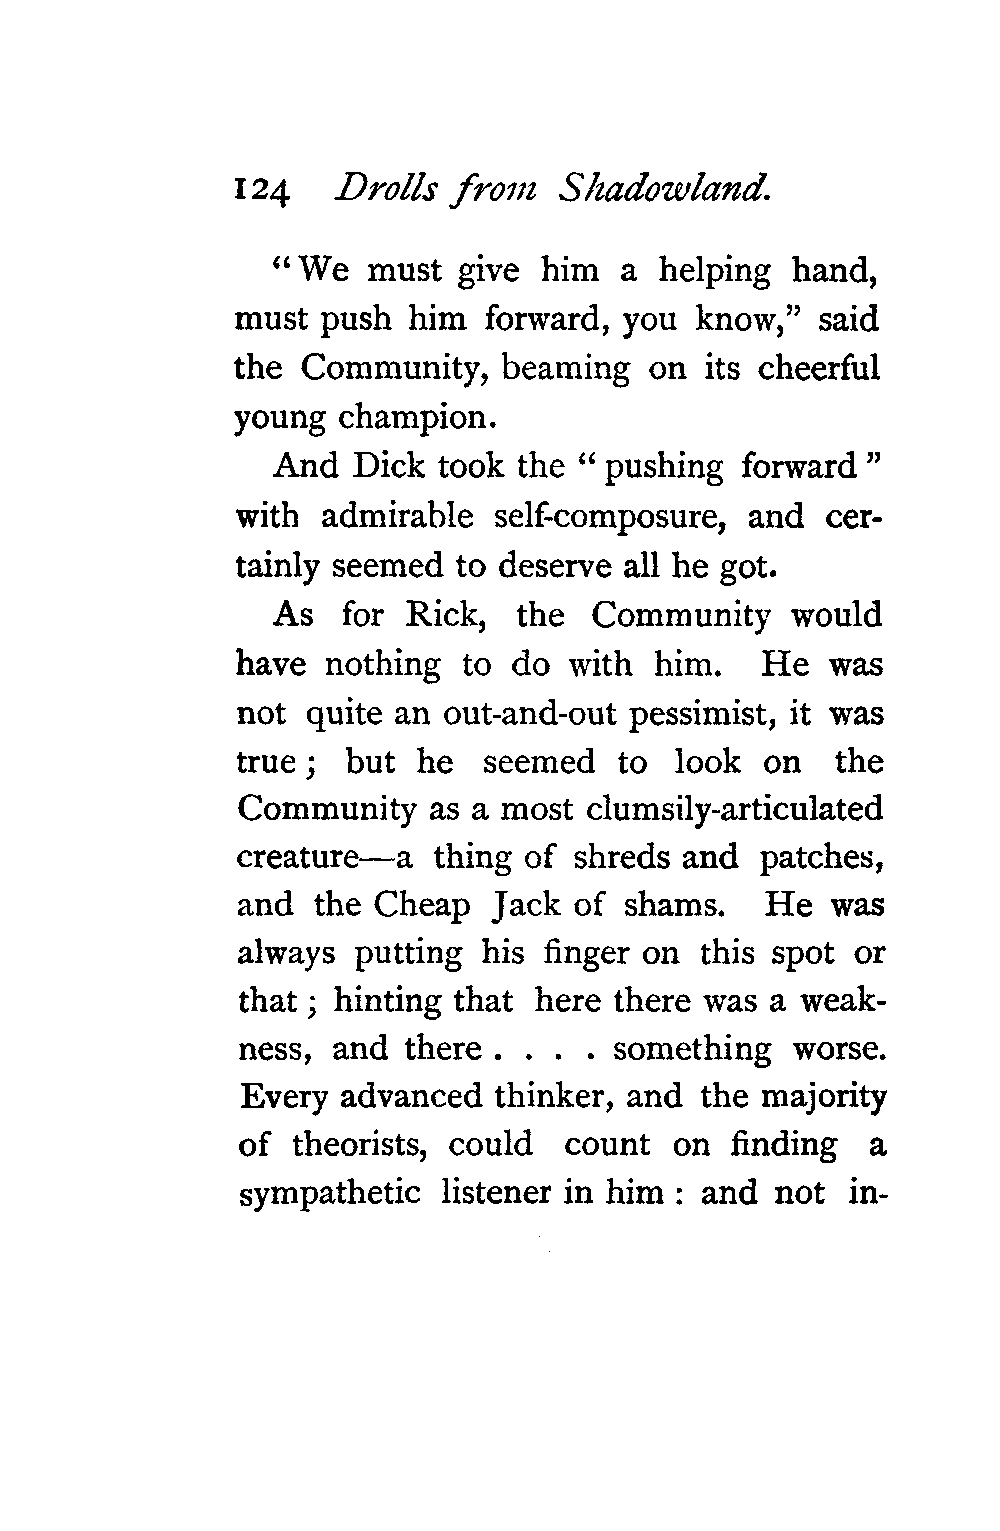 124 Drolls from Shadowland.
“We must give him a helping hand,
must push him forward, you know,” said
the Community, beaming on its cheerful
young champion.
And Dick took the “pushing forward”
with admirable self-composure, and cer-
tainly seemed to deserve all he got.
As for Rick, the Community would
have nothing to do with him. He was
not quite an out-and-out pessimist, it was
true; but he seemed to look on the
Community as a most clumsily-articulated
creature—a thing of shreds and patches,
and the Cheap Jack of shams. He was
always putting his finger on this spot or
that; hinting that here there was a weak-
ness, and there . . . . something worse.
Every advanced thinker, and the majority
of theorists, could count on finding a
sympathetic listener in him: and not in-